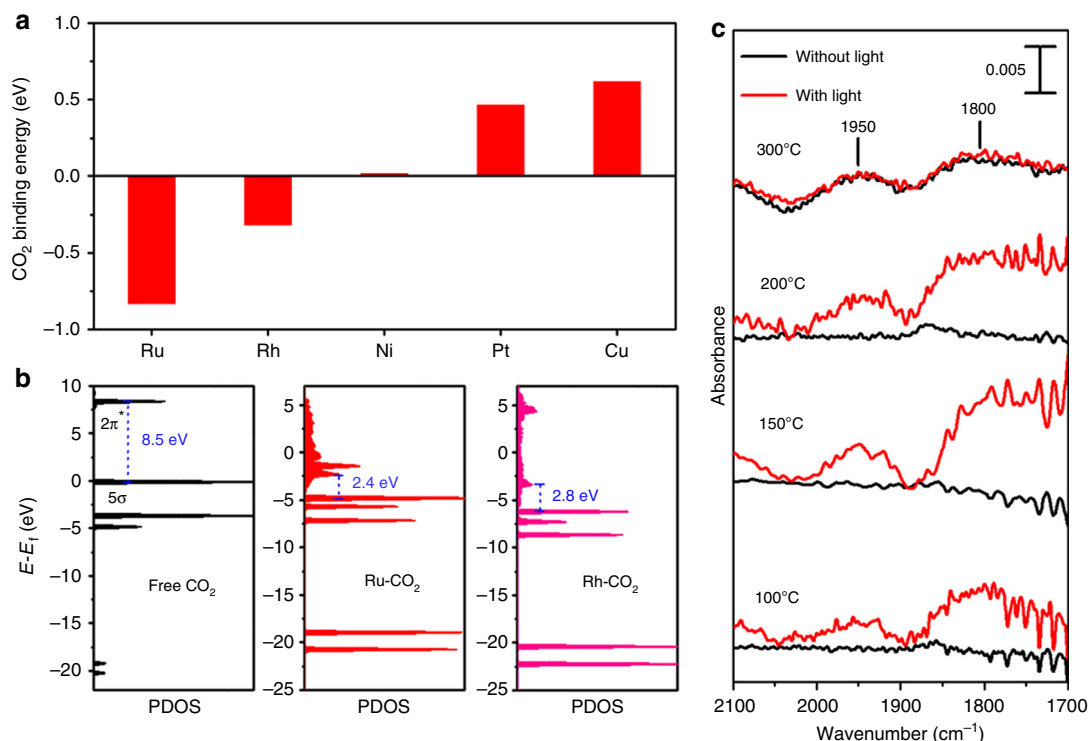 a
CO₂ binding energy (eV)
1.0
0.5
0.0
−0.5
−1.0
Ru Rh Ni Pt Cu
b
E-E_f (eV)
10
5
0
−5
−10
−15
−20
2π*
8.5 eV
5σ
Free CO₂
PDOS
5
0
−5
−10
−15
−20
−25
2.4 eV
Ru-CO₂
PDOS
5
0
−5
−10
−15
−20
−25
2.8 eV
Rh-CO₂
PDOS
c
Without light
With light
0.005
1950
1800
300°C
200°C
150°C
100°C
Absorbance
2100 2000 1900 1800 1700
Wavenumber (cm⁻¹)